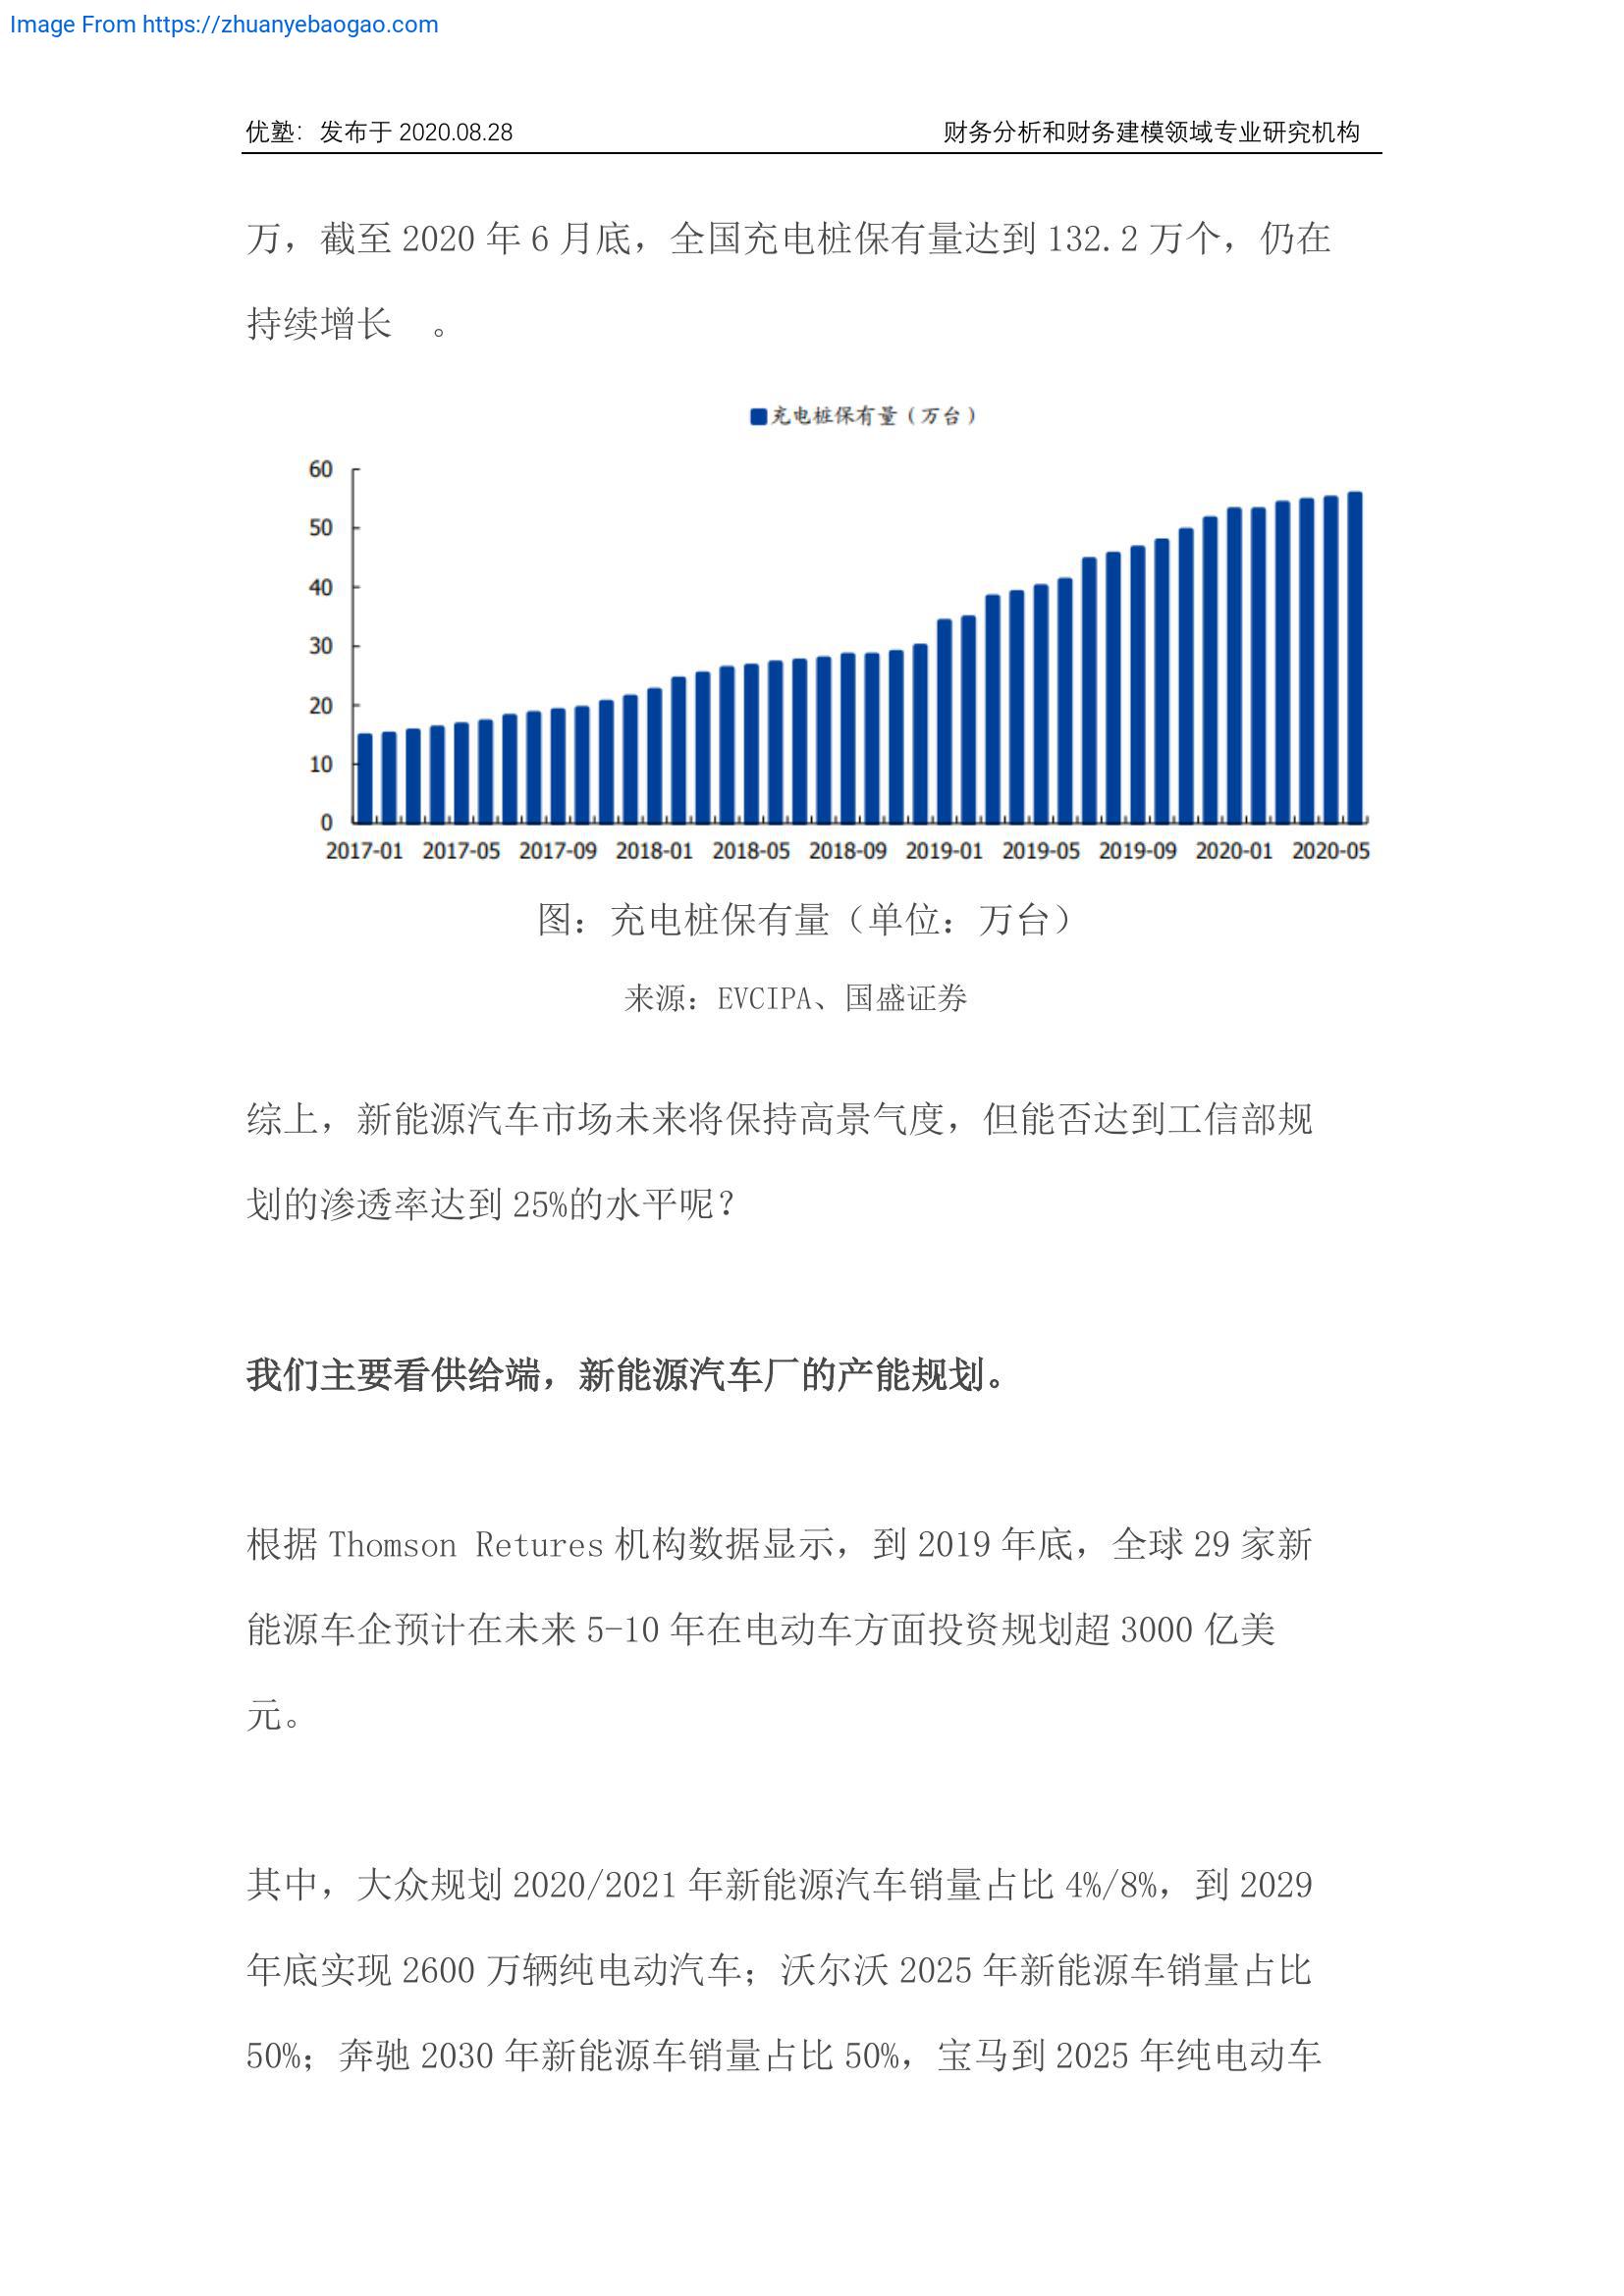 Image From https://zhuanyebaogao.com
优塾：发布于 2020.08.28 财务分析和财务建模领域专业研究机构
万，截至 2020 年 6 月底，全国充电桩保有量达到 132.2 万个，仍在
持续增长 。
充电桩保有量（万台）
60
50
40
30
20
10
0
2017-01 2017-05 2017-09 2018-01 2018-05 2018-09 2019-01 2019-05 2019-09 2020-01 2020-05
图：充电桩保有量（单位：万台）
来源：EVCIPA、国盛证券
综上，新能源汽车市场未来将保持高景气度，但能否达到工信部规
划的渗透率达到 25%的水平呢？
我们主要看供给端，新能源汽车厂的产能规划。
根据 Thomson Retures 机构数据显示，到 2019 年底，全球 29 家新
能源车企预计在未来 5-10 年在电动车方面投资规划超 3000 亿美
元。
其中，大众规划 2020/2021 年新能源汽车销量占比 4%/8%，到 2029
年底实现 2600 万辆纯电动汽车；沃尔沃 2025 年新能源车销量占比
50%；奔驰 2030 年新能源车销量占比 50%，宝马到 2025 年纯电动车